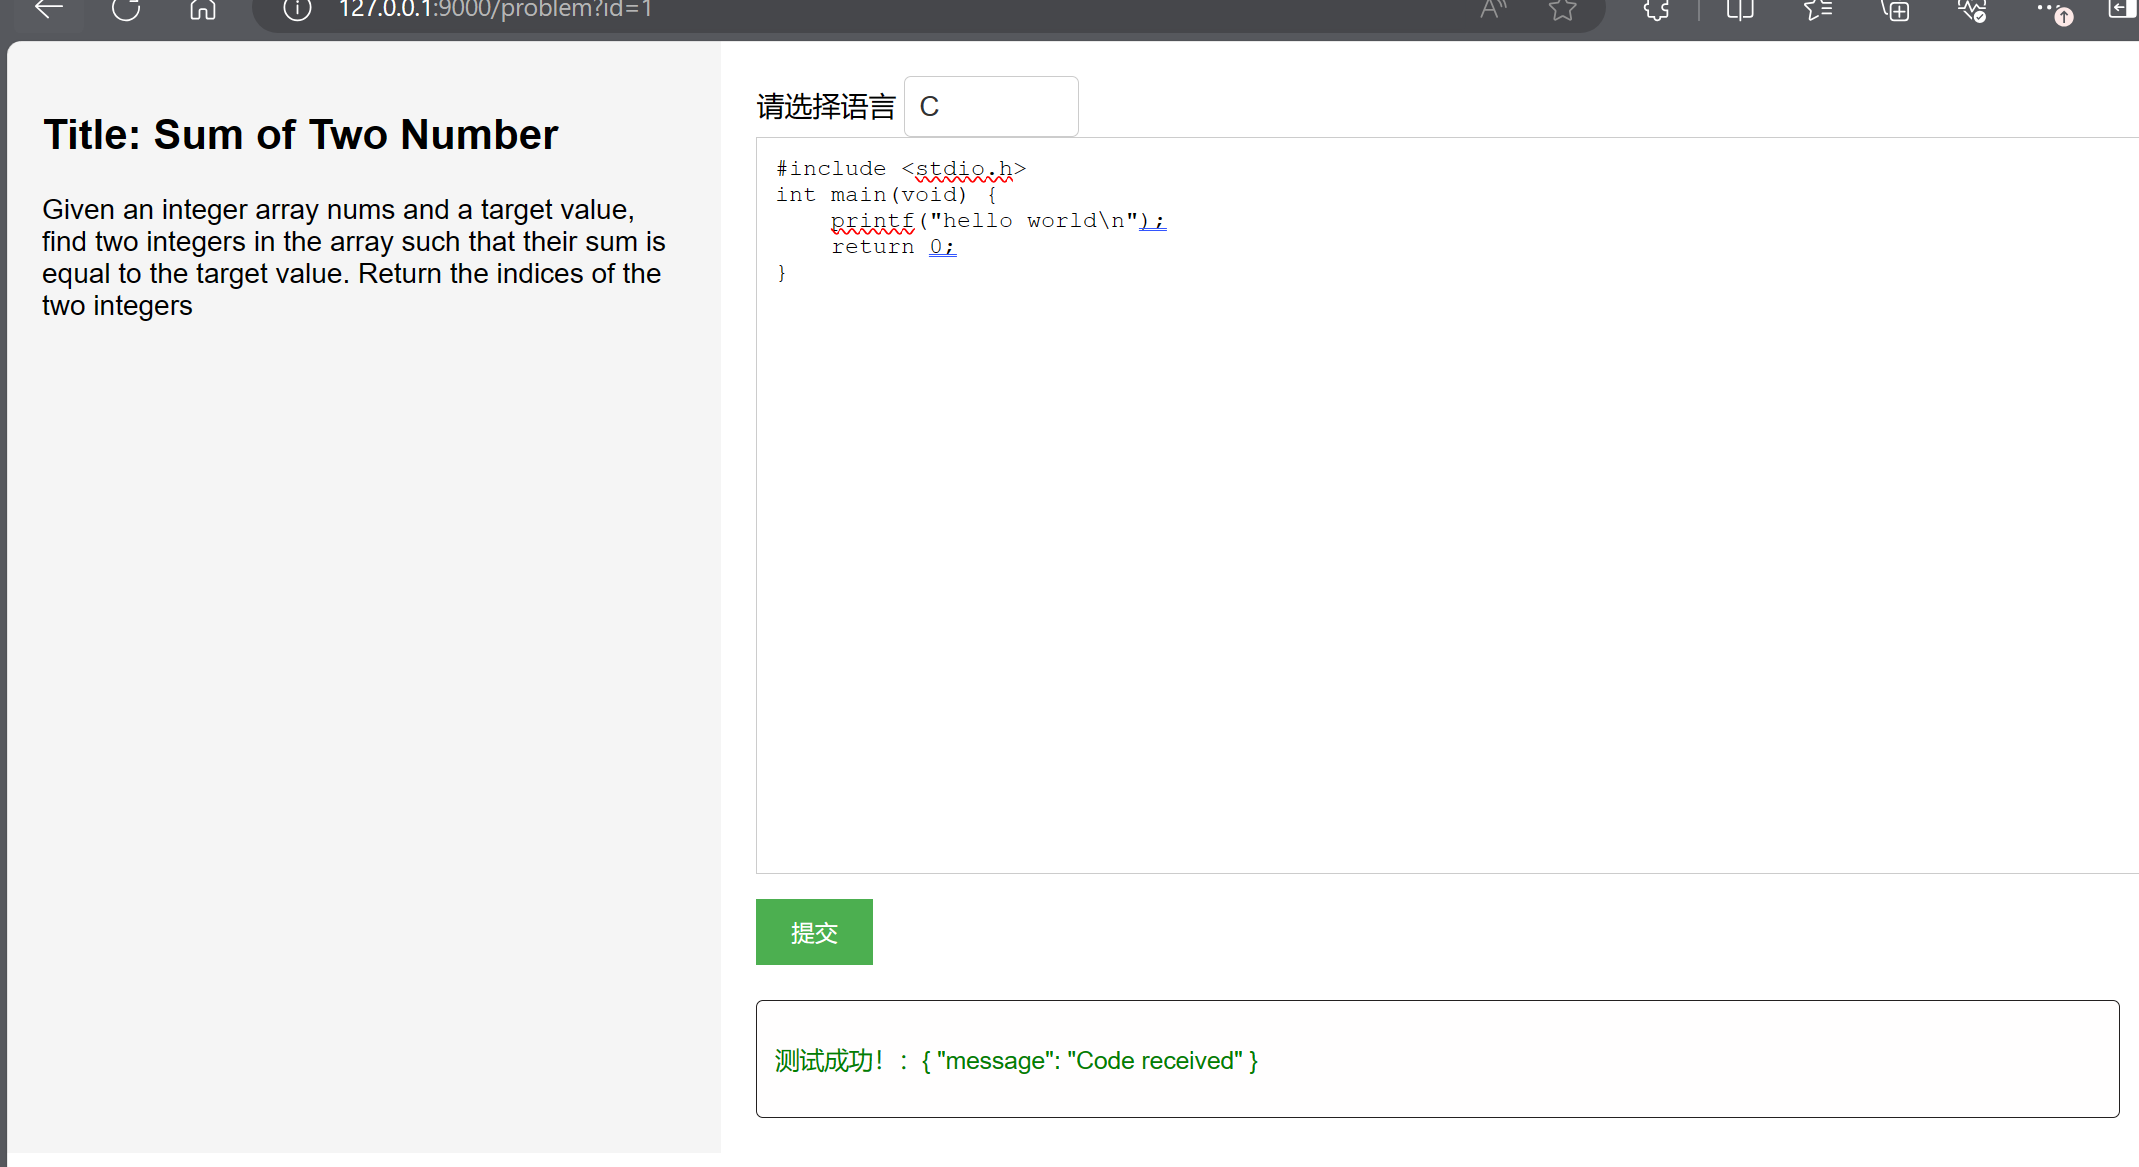 127.0.0.1:9000/problem?id=1
Title: Sum of Two Number
Given an integer array nums and a target value,
find two integers in the array such that their sum is
equal to the target value. Return the indices of the
two integers
请选择语言 C
#include <stdio.h>
int main(void) {
    printf("hello world\n");
    return 0;
}
提交
测试成功！：{ "message": "Code received" }